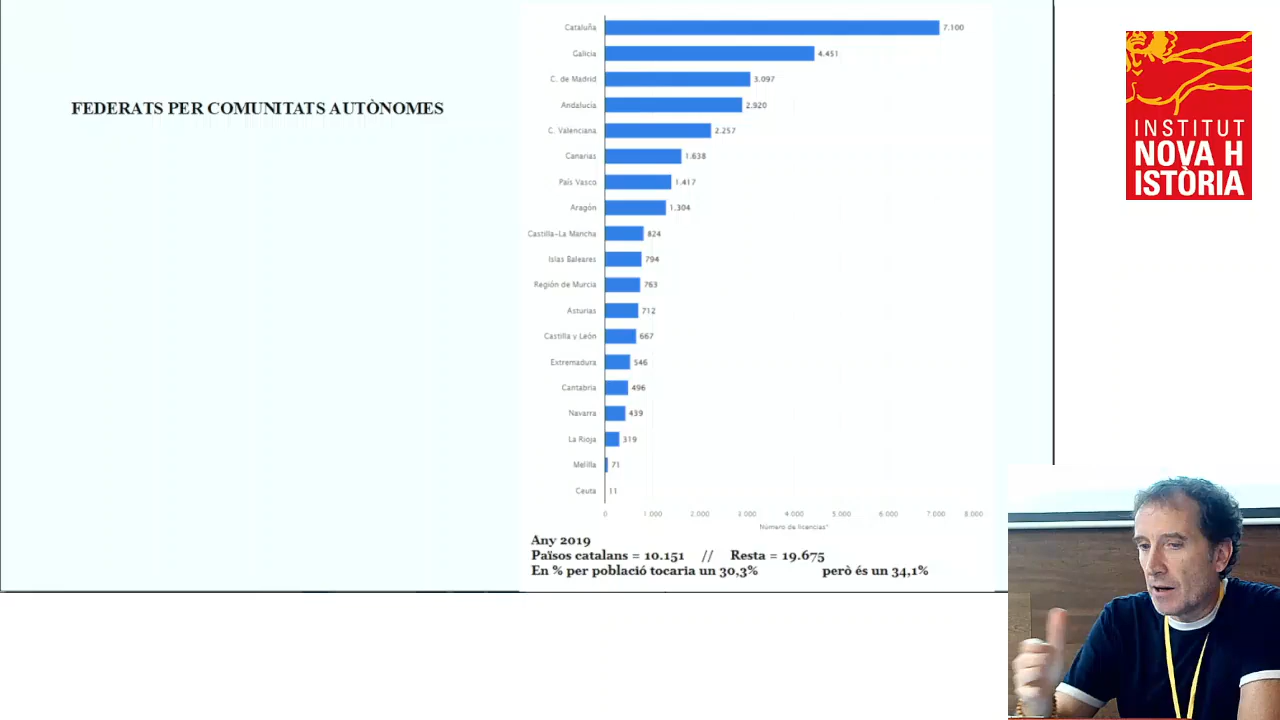 FEDERATS PER COMUNITATS AUTÒNOMES
Cataluña 7.100
Galicia 4.451
C. de Madrid 3.097
Andalucía 2.920
C. Valenciana 2.257
Canarias 1.638
País Vasco 1.417
Aragón 1.304
Castilla-La Mancha 824
Islas Baleares 794
Región de Murcia 763
Asturias 712
Castilla y León 667
Extremadura 546
Cantabria 496
Navarra 439
La Rioja 319
Melilla 71
Ceuta 11
0 1 000 2 000 3 000 4 000 5 000 6 000 7 000 8 000
Número de licencias*
Any 2019
Països catalans = 10.151 // Resta = 19.675
En % per població tocaria un 30,3% però és un 34,1%
INSTITUT
NOVA H
ISTÒRIA